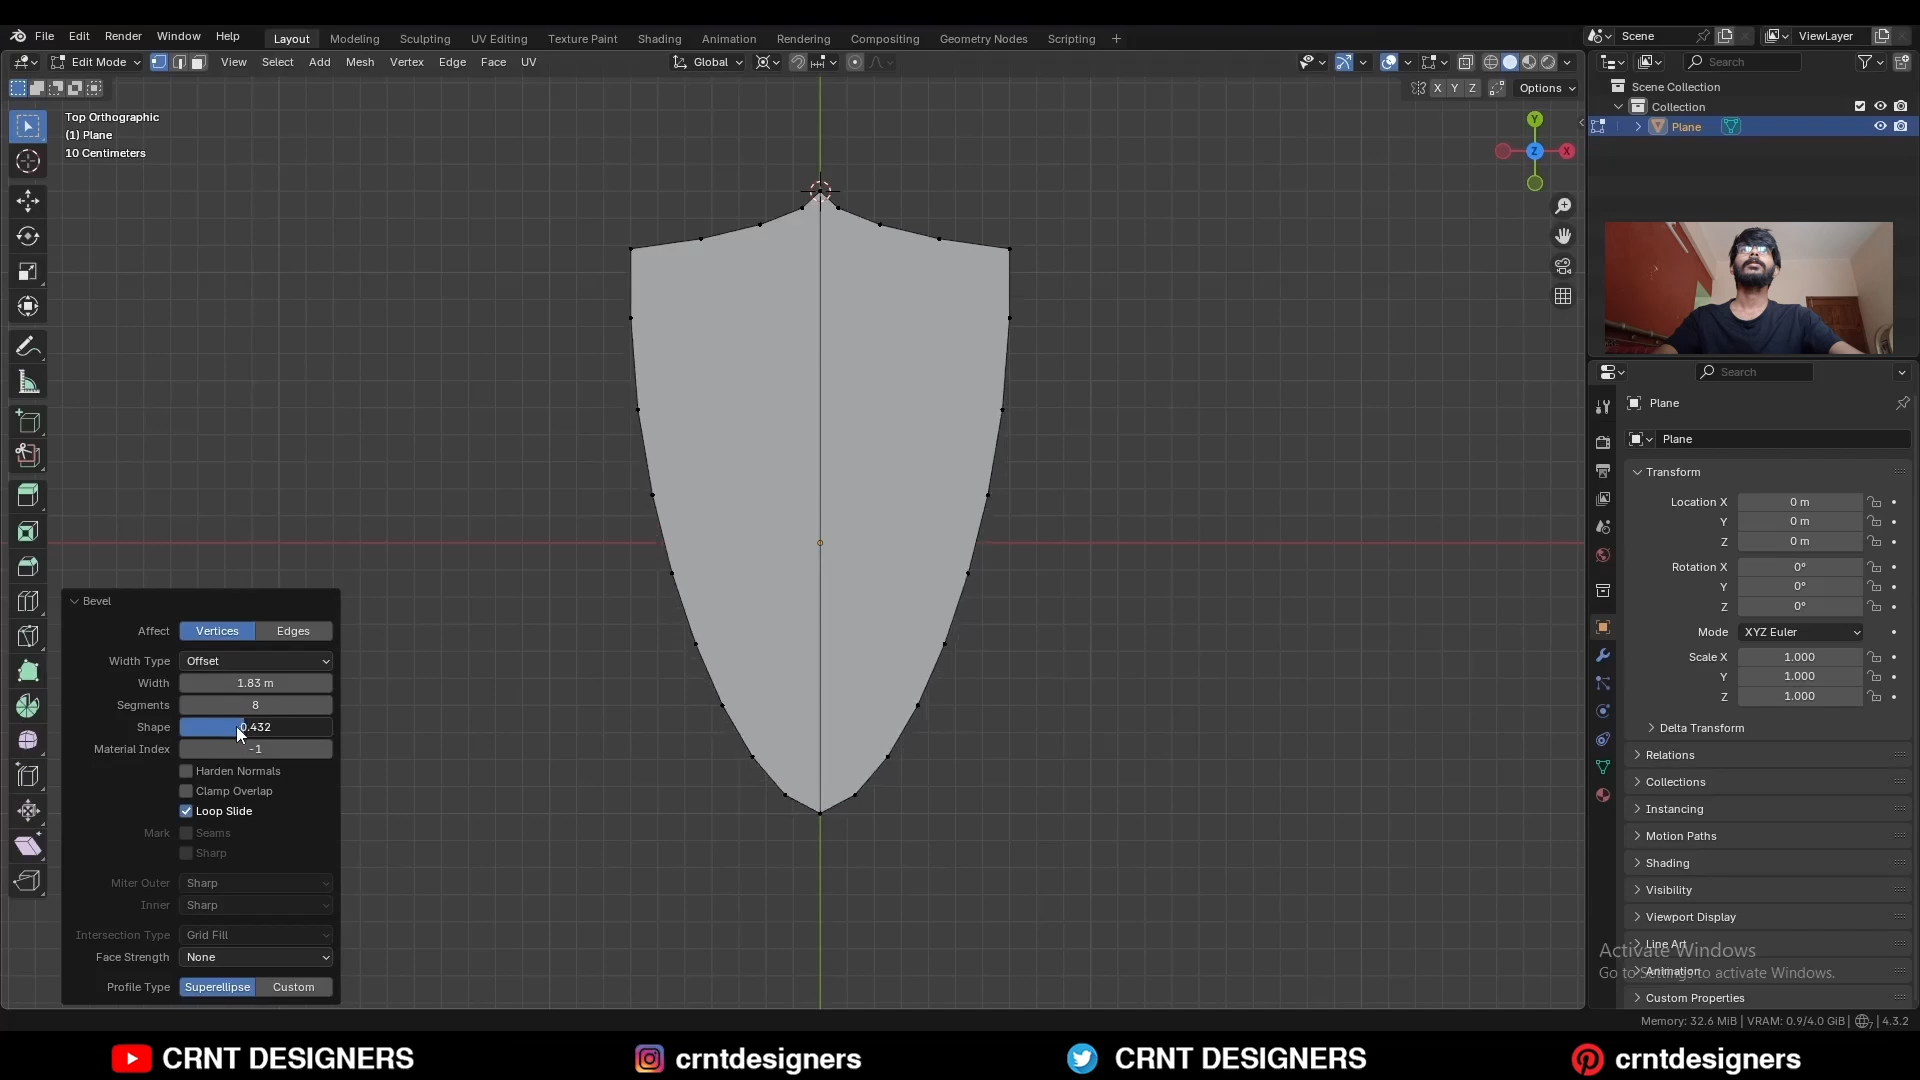 File Edit Render Window Help Layout Modeling Sculpting UV Editing Texture Paint Shading Animation Rendering Compositing Geometry Nodes Scripting + Scene ViewLayer
Edit Mode View Select Add Mesh Vertex Edge Face UV Global Search
X Y Z Options
Top Orthographic
(1) Plane
10 Centimeters
Y
Z X
Scene Collection
Collection
Plane
Search
Plane
Plane
Transform
Location X 0 m
Y 0 m
Z 0 m
Rotation X 0°
Y 0°
Z 0°
Mode XYZ Euler
Scale X 1.000
Y 1.000
Z 1.000
Delta Transform
Relations
Collections
Instancing
Motion Paths
Shading
Visibility
Viewport Display
Line Art
Animation
Custom Properties
Activate Windows
Go to Settings to activate Windows.
Bevel
Affect Vertices Edges
Width Type Offset
Width 1.83 m
Segments 8
Shape 0.432
Material Index -1
Harden Normals
Clamp Overlap
Loop Slide
Mark Seams
Sharp
Miter Outer Sharp
Inner Sharp
Intersection Type Grid Fill
Face Strength None
Profile Type Superellipse Custom
Memory: 32.6 MiB | VRAM: 0.9/4.0 GiB | 7 | 4.3.2
CRNT DESIGNERS crntdesigners CRNT DESIGNERS crntdesigners